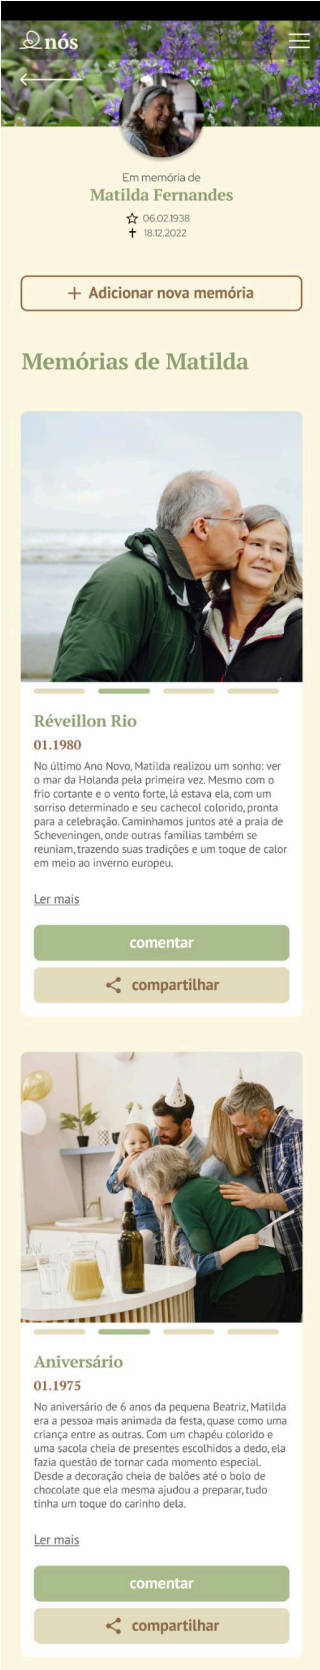 nós
Em memória de
Matilda Fernandes
06.02.1938
18.12.2022
+ Adicionar nova memória
Memórias de Matilda
Réveillon Rio
01.1980
No último Ano Novo, Matilda realizou um sonho: ver
o mar da Holanda pela primeira vez. Mesmo com o
frio cortante e o vento forte, lá estava ela, com um
sorriso determinado e seu cachecol colorido, pronta
para a celebração. Caminhamos juntos até a praia de
Scheveningen, onde outras famílias também se
reuniam, trazendo suas tradições e um toque de calor
em meio ao inverno europeu.
Ler mais
comentar
compartilhar
Aniversário
01.1975
No aniversário de 6 anos da pequena Beatriz, Matilda
era a pessoa mais animada da festa, quase como uma
criança entre as outras. Com um chapéu colorido e
uma sacola cheia de presentes escolhidos a dedo, ela
fazia questão de tornar cada momento especial.
Desde a decoração cheia de balões até o bolo de
chocolate que ela mesma ajudou a preparar, tudo
tinha um toque do carinho dela.
Ler mais
comentar
compartilhar